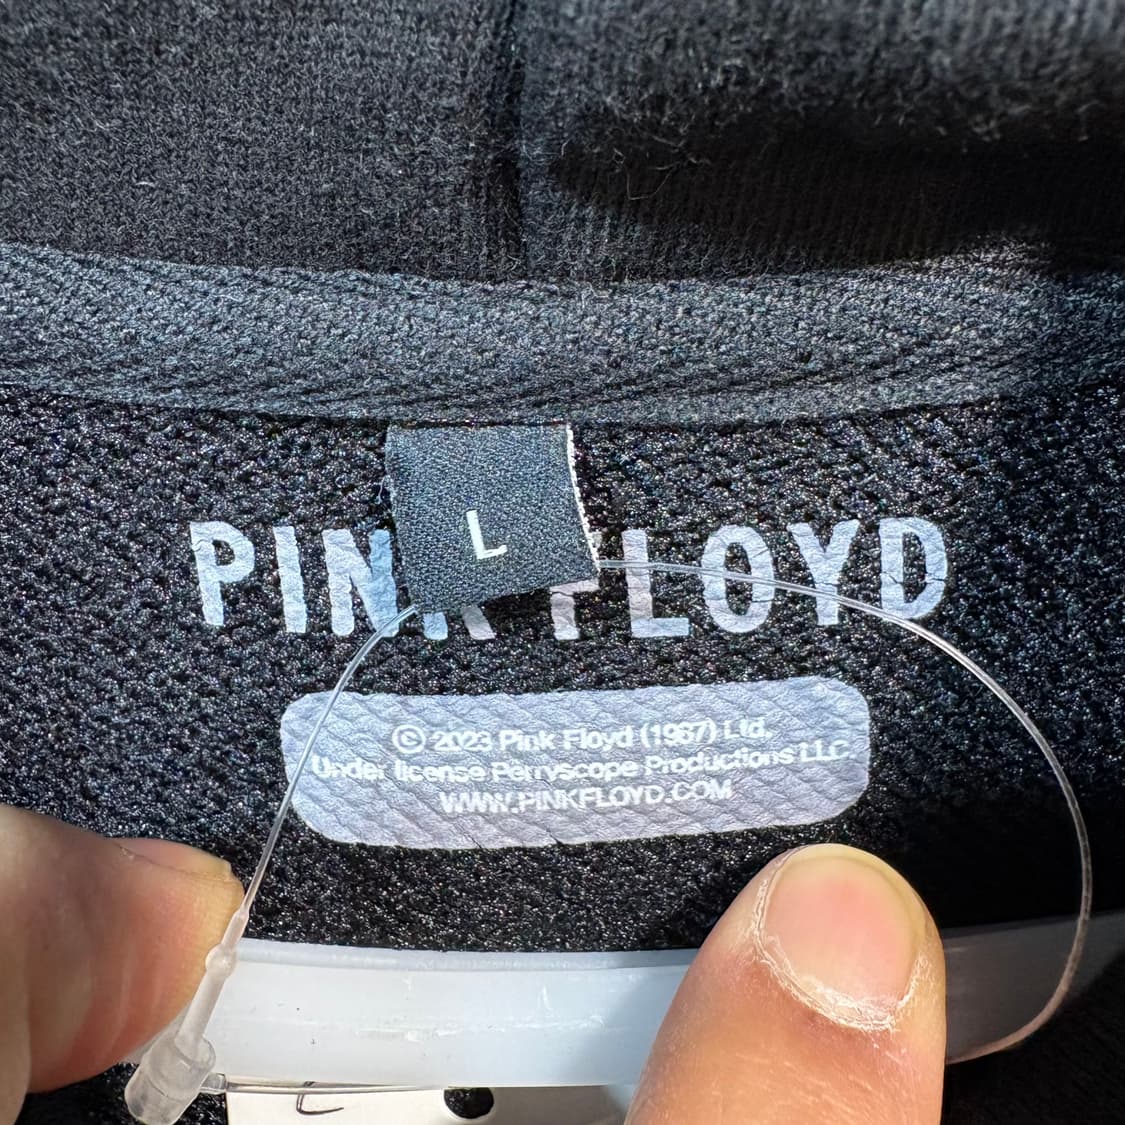 L
PINK FLOYD
© 2023 Pink Floyd (1987) Ltd.
Under license Perryscope Productions LLC.
WWW.PINKFLOYD.COM